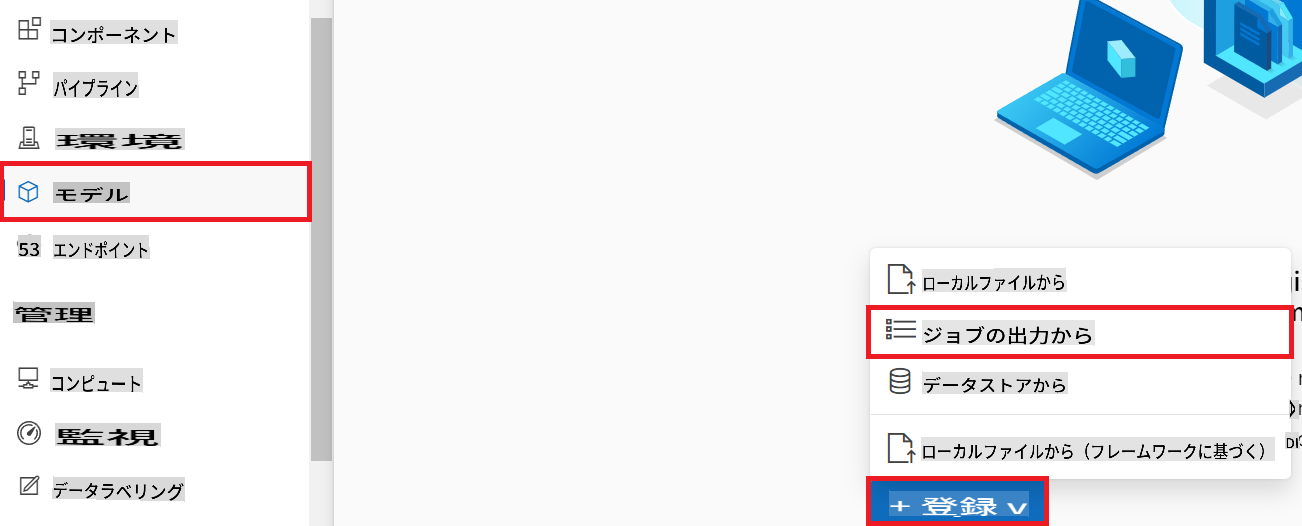 コンポーネント
パイプライン
環境
モデル
53 エンドポイント
管理
コンピュート
監視
データラベリング
ローカルファイルから
ジョブの出力から
データストアから
ローカルファイルから（フレームワークに基づく）
+ 登録 v